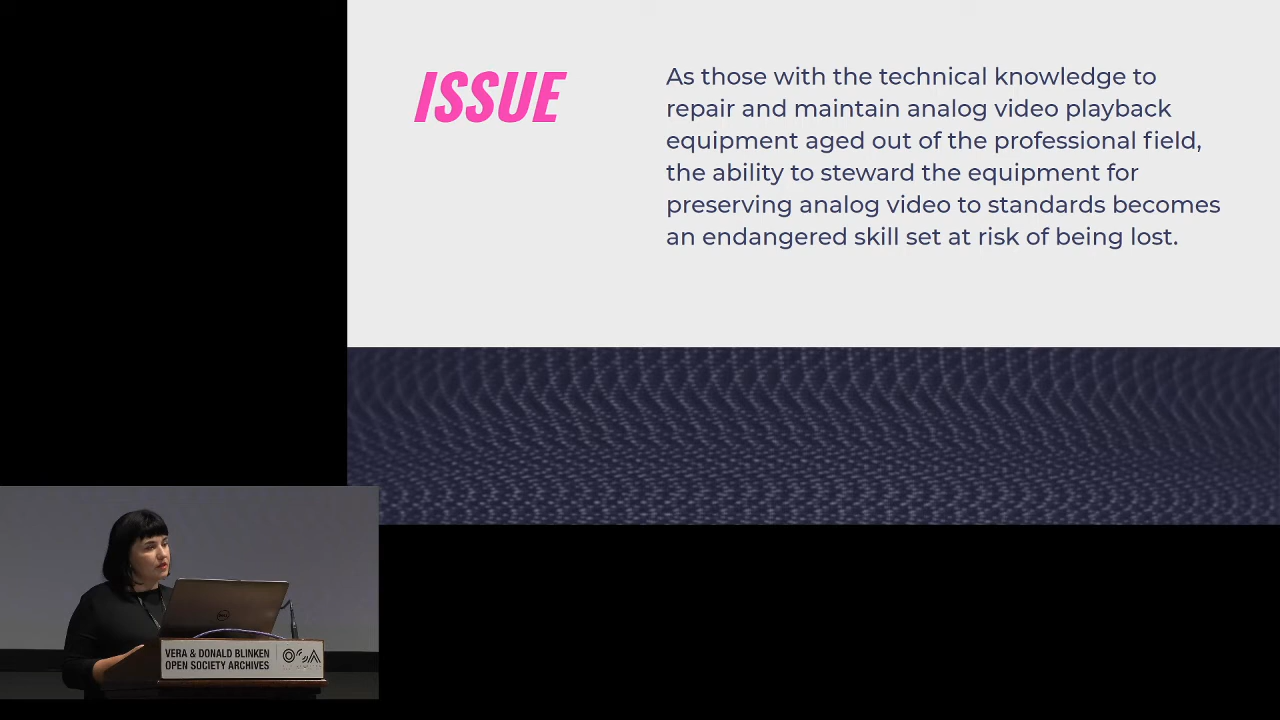 ISSUE
As those with the technical knowledge to
repair and maintain analog video playback
equipment aged out of the professional field,
the ability to steward the equipment for
preserving analog video to standards becomes
an endangered skill set at risk of being lost.
VERA & DONALD BLINKEN
OPEN SOCIETY ARCHIVES